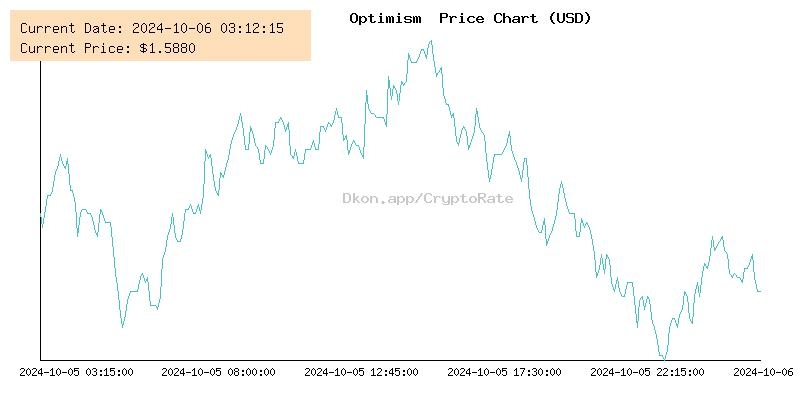 Optimism  Price Chart (USD)
Current Date: 2024-10-06 03:12:15
Current Price: $1.5880
Dkon.app/CryptoRate
2024-10-05 03:15:00 2024-10-05 08:00:00 2024-10-05 12:45:00 2024-10-05 17:30:00 2024-10-05 22:15:00 2024-10-06